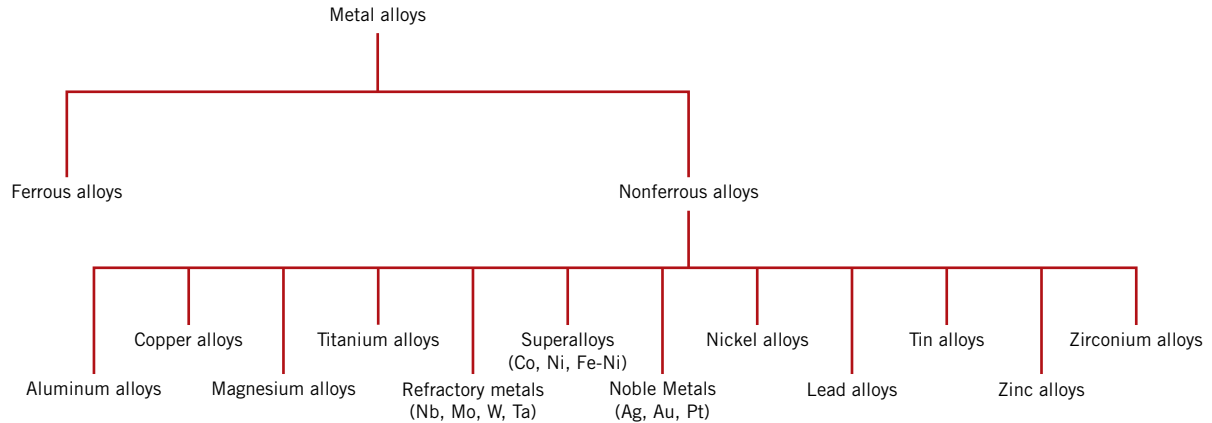 Metal alloys
Ferrous alloys
Nonferrous alloys
Copper alloys
Titanium alloys
Superalloys
(Co, Ni, Fe-Ni)
Nickel alloys
Tin alloys
Zirconium alloys
Aluminum alloys
Magnesium alloys
Refractory metals
(Nb, Mo, W, Ta)
Noble Metals
(Ag, Au, Pt)
Lead alloys
Zinc alloys